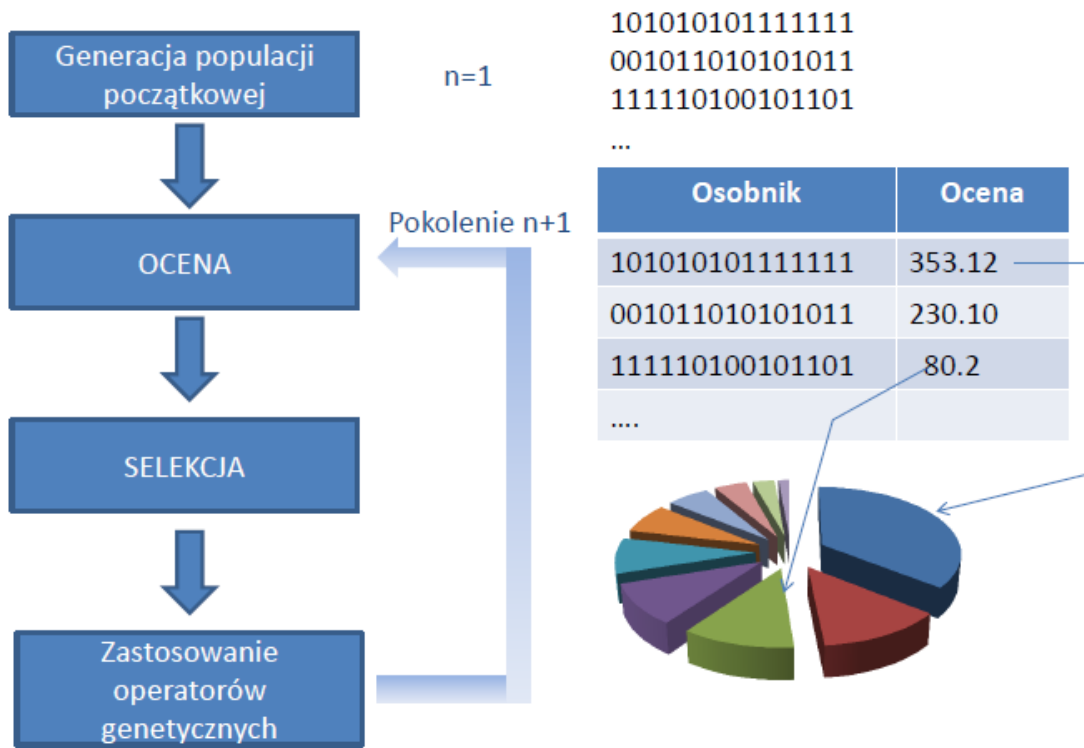 Generacja populacji
początkowej
n=1
101010101111111
001011010101011
111110100101101
...
OCENA
Pokolenie n+1
SELEKCJA
Zastosowanie
operatorów
genetycznych
Osobnik Ocena
101010101111111 353.12
001011010101011 230.10
111110100101101 80.2
....